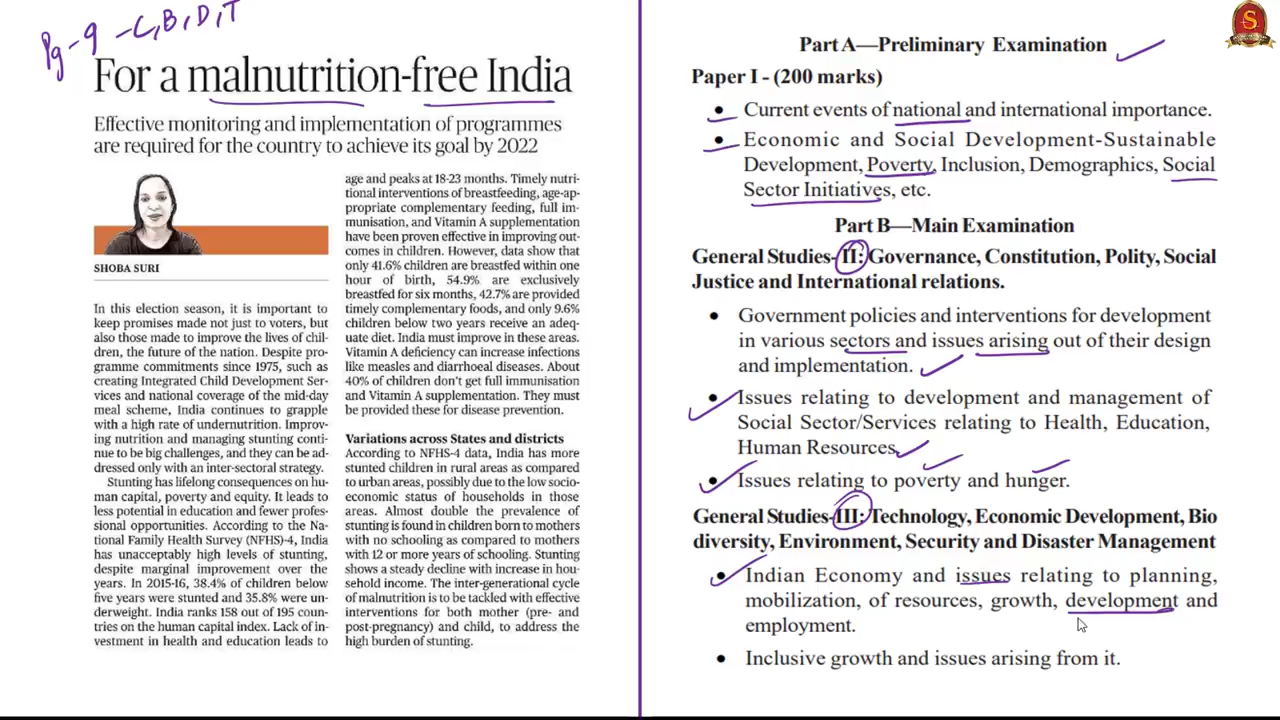 Pg-9 -C, B, D, T
For a malnutrition-free India
Effective monitoring and implementation of programmes
are required for the country to achieve its goal by 2022
SHOBA SURI
In this election season, it is important to
keep promises made not just to voters, but
also those made to improve the lives of chil-
dren, the future of the nation. Despite pro-
gramme commitments since 1975, such as
creating Integrated Child Development Ser-
vices and national coverage of the mid-day
meal scheme, India continues to grapple
with a high rate of undernutrition. Improv-
ing nutrition and managing stunting conti-
nue to be big challenges, and they can be ad-
dressed only with an inter-sectoral strategy.
Stunting has lifelong consequences on hu-
man capital, poverty and equity. It leads to
less potential in education and fewer profes-
sional opportunities. According to the Na-
tional Family Health Survey (NFHS)-4, India
has unacceptably high levels of stunting,
despite marginal improvement over the
years. In 2015-16, 38.4% of children below
five years were stunted and 35.8% were un-
derweight. India ranks 158 out of 195 coun-
tries on the human capital index. Lack of in-
vestment in health and education leads to
age and peaks at 18-23 months. Timely nutri-
tional interventions of breastfeeding, age-ap-
propriate complementary feeding, full im-
munisation, and Vitamin A supplementation
have been proven effective in improving out-
comes in children. However, data show that
only 41.6% children are breastfed within one
hour of birth, 54.9% are exclusively
breastfed for six months, 42.7% are provided
timely complementary foods, and only 9.6%
children below two years receive an adeq-
uate diet. India must improve in these areas.
Vitamin A deficiency can increase infections
like measles and diarrhoeal diseases. About
40% of children don't get full immunisation
and Vitamin A supplementation. They must
be provided these for disease prevention.
Variations across States and districts
According to NFHS-4 data, India has more
stunted children in rural areas as compared
to urban areas, possibly due to the low socio-
economic status of households in those
areas. Almost double the prevalence of
stunting is found in children born to mothers
with no schooling as compared to mothers
with 12 or more years of schooling. Stunting
shows a steady decline with increase in hou-
sehold income. The inter-generational cycle
of malnutrition is to be tackled with effective
interventions for both mother (pre- and
post-pregnancy) and child, to address the
high burden of stunting.
Part A—Preliminary Examination
Paper I - (200 marks)
• Current events of national and international importance.
• Economic and Social Development-Sustainable
Development, Poverty, Inclusion, Demographics, Social
Sector Initiatives, etc.
Part B—Main Examination
General Studies-II: Governance, Constitution, Polity, Social
Justice and International relations.
• Government policies and interventions for development
in various sectors and issues arising out of their design
and implementation.
• Issues relating to development and management of
Social Sector/Services relating to Health, Education,
Human Resources.
• Issues relating to poverty and hunger.
General Studies-III: Technology, Economic Development, Bio
diversity, Environment, Security and Disaster Management
• Indian Economy and issues relating to planning,
mobilization, of resources, growth, development and
employment.
• Inclusive growth and issues arising from it.
S